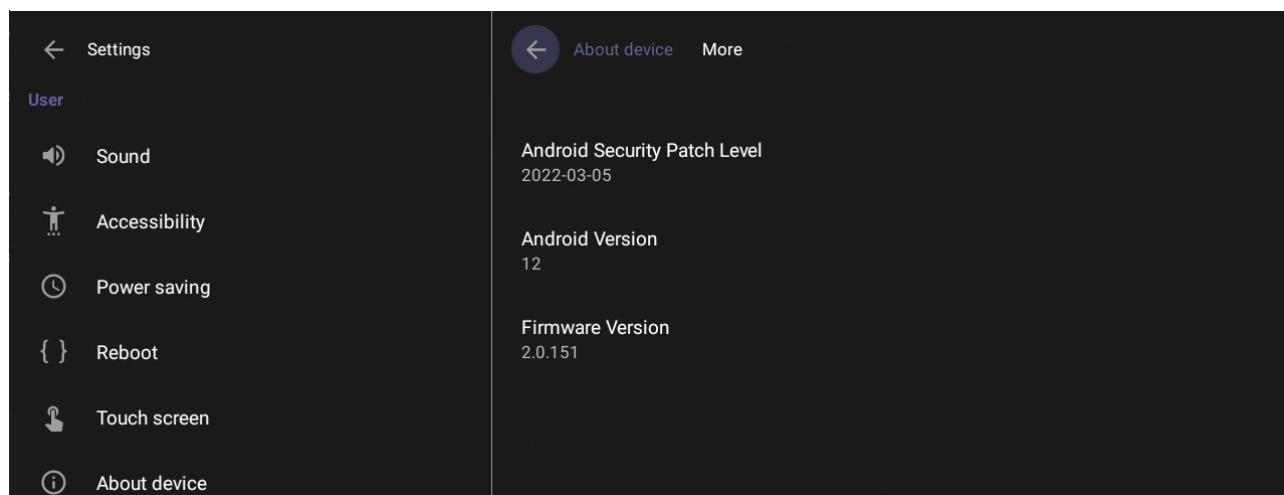 Settings
User
Sound
Accessibility
Power saving
Reboot
Touch screen
About device
About device More
Android Security Patch Level
2022-03-05
Android Version
12
Firmware Version
2.0.151